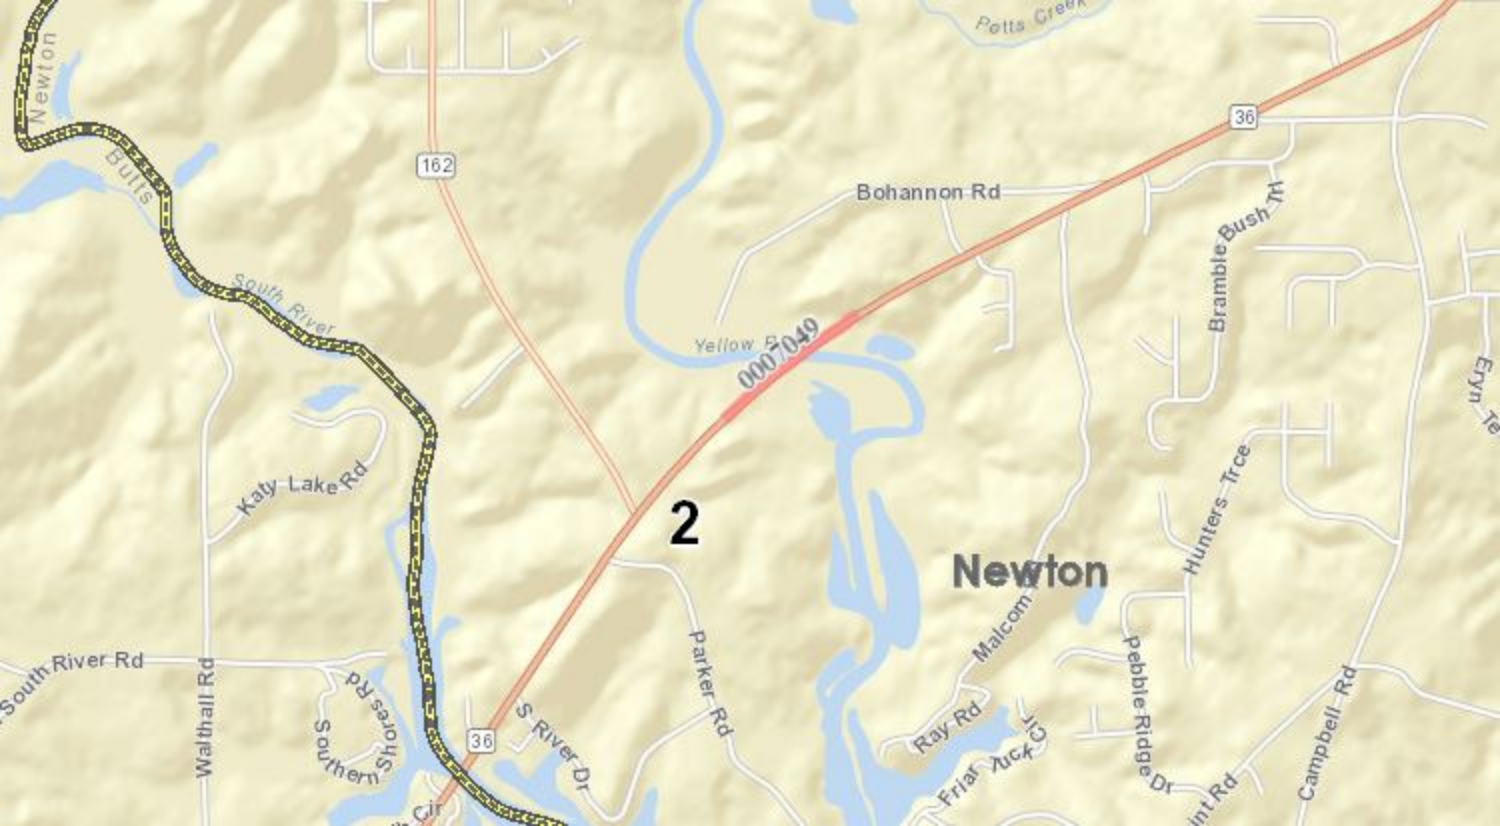 Potts Creek
Newton
36
Butts
162
Bohannon Rd
Bramble Bush Trl
South River
Yellow R
0007049
Eryn Te
Katy Lake Rd
Hunters Trce
2
Newton
Malcom
South River Rd
Parker Rd
Pebble Ridge Dr
Walthall Rd
Southern Shores Rd
Campbell Rd
S River Dr
36
Ray Rd
Friar Tuck Cir
int Rd
Cir